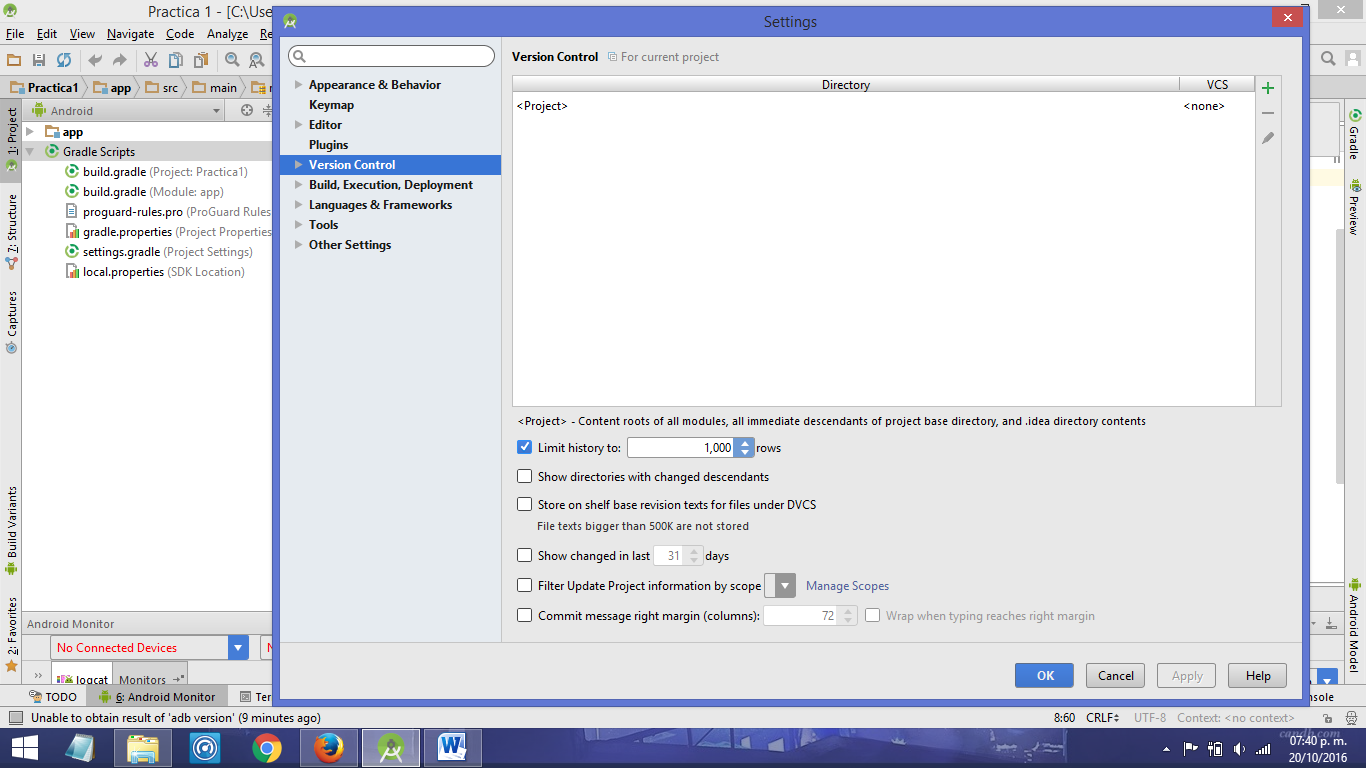 Practica 1 - [C:\Use
Settings
File Edit View Navigate Code Analyze Re
Version Control For current project
Practica1 app src main
Directory VCS
<Project> <none>
Android
app
Gradle Scripts
build.gradle (Project: Practica1)
build.gradle (Module: app)
proguard-rules.pro (ProGuard Rules
gradle.properties (Project Properties
settings.gradle (Project Settings)
local.properties (SDK Location)
1: Project
7: Structure
Captures
Build Variants
2: Favorites
Appearance & Behavior
Keymap
Editor
Plugins
Version Control
Build, Execution, Deployment
Languages & Frameworks
Tools
Other Settings
<Project> - Content roots of all modules, all immediate descendants of project base directory, and .idea directory contents
Limit history to: 1,000 rows
Show directories with changed descendants
Store on shelf base revision texts for files under DVCS
File texts bigger than 500K are not stored
Show changed in last 31 days
Filter Update Project information by scope Manage Scopes
Commit message right margin (columns): 72 Wrap when typing reaches right margin
OK Cancel Apply Help
Gradle
Preview
Android Model
Android Monitor
No Connected Devices N
logcat Monitors
TODO 6: Android Monitor Ter
nsole
Unable to obtain result of 'adb version' (9 minutes ago) 8:60 CRLF UTF-8 Context: <no context>
candh.com
07:40 p. m.
20/10/2016